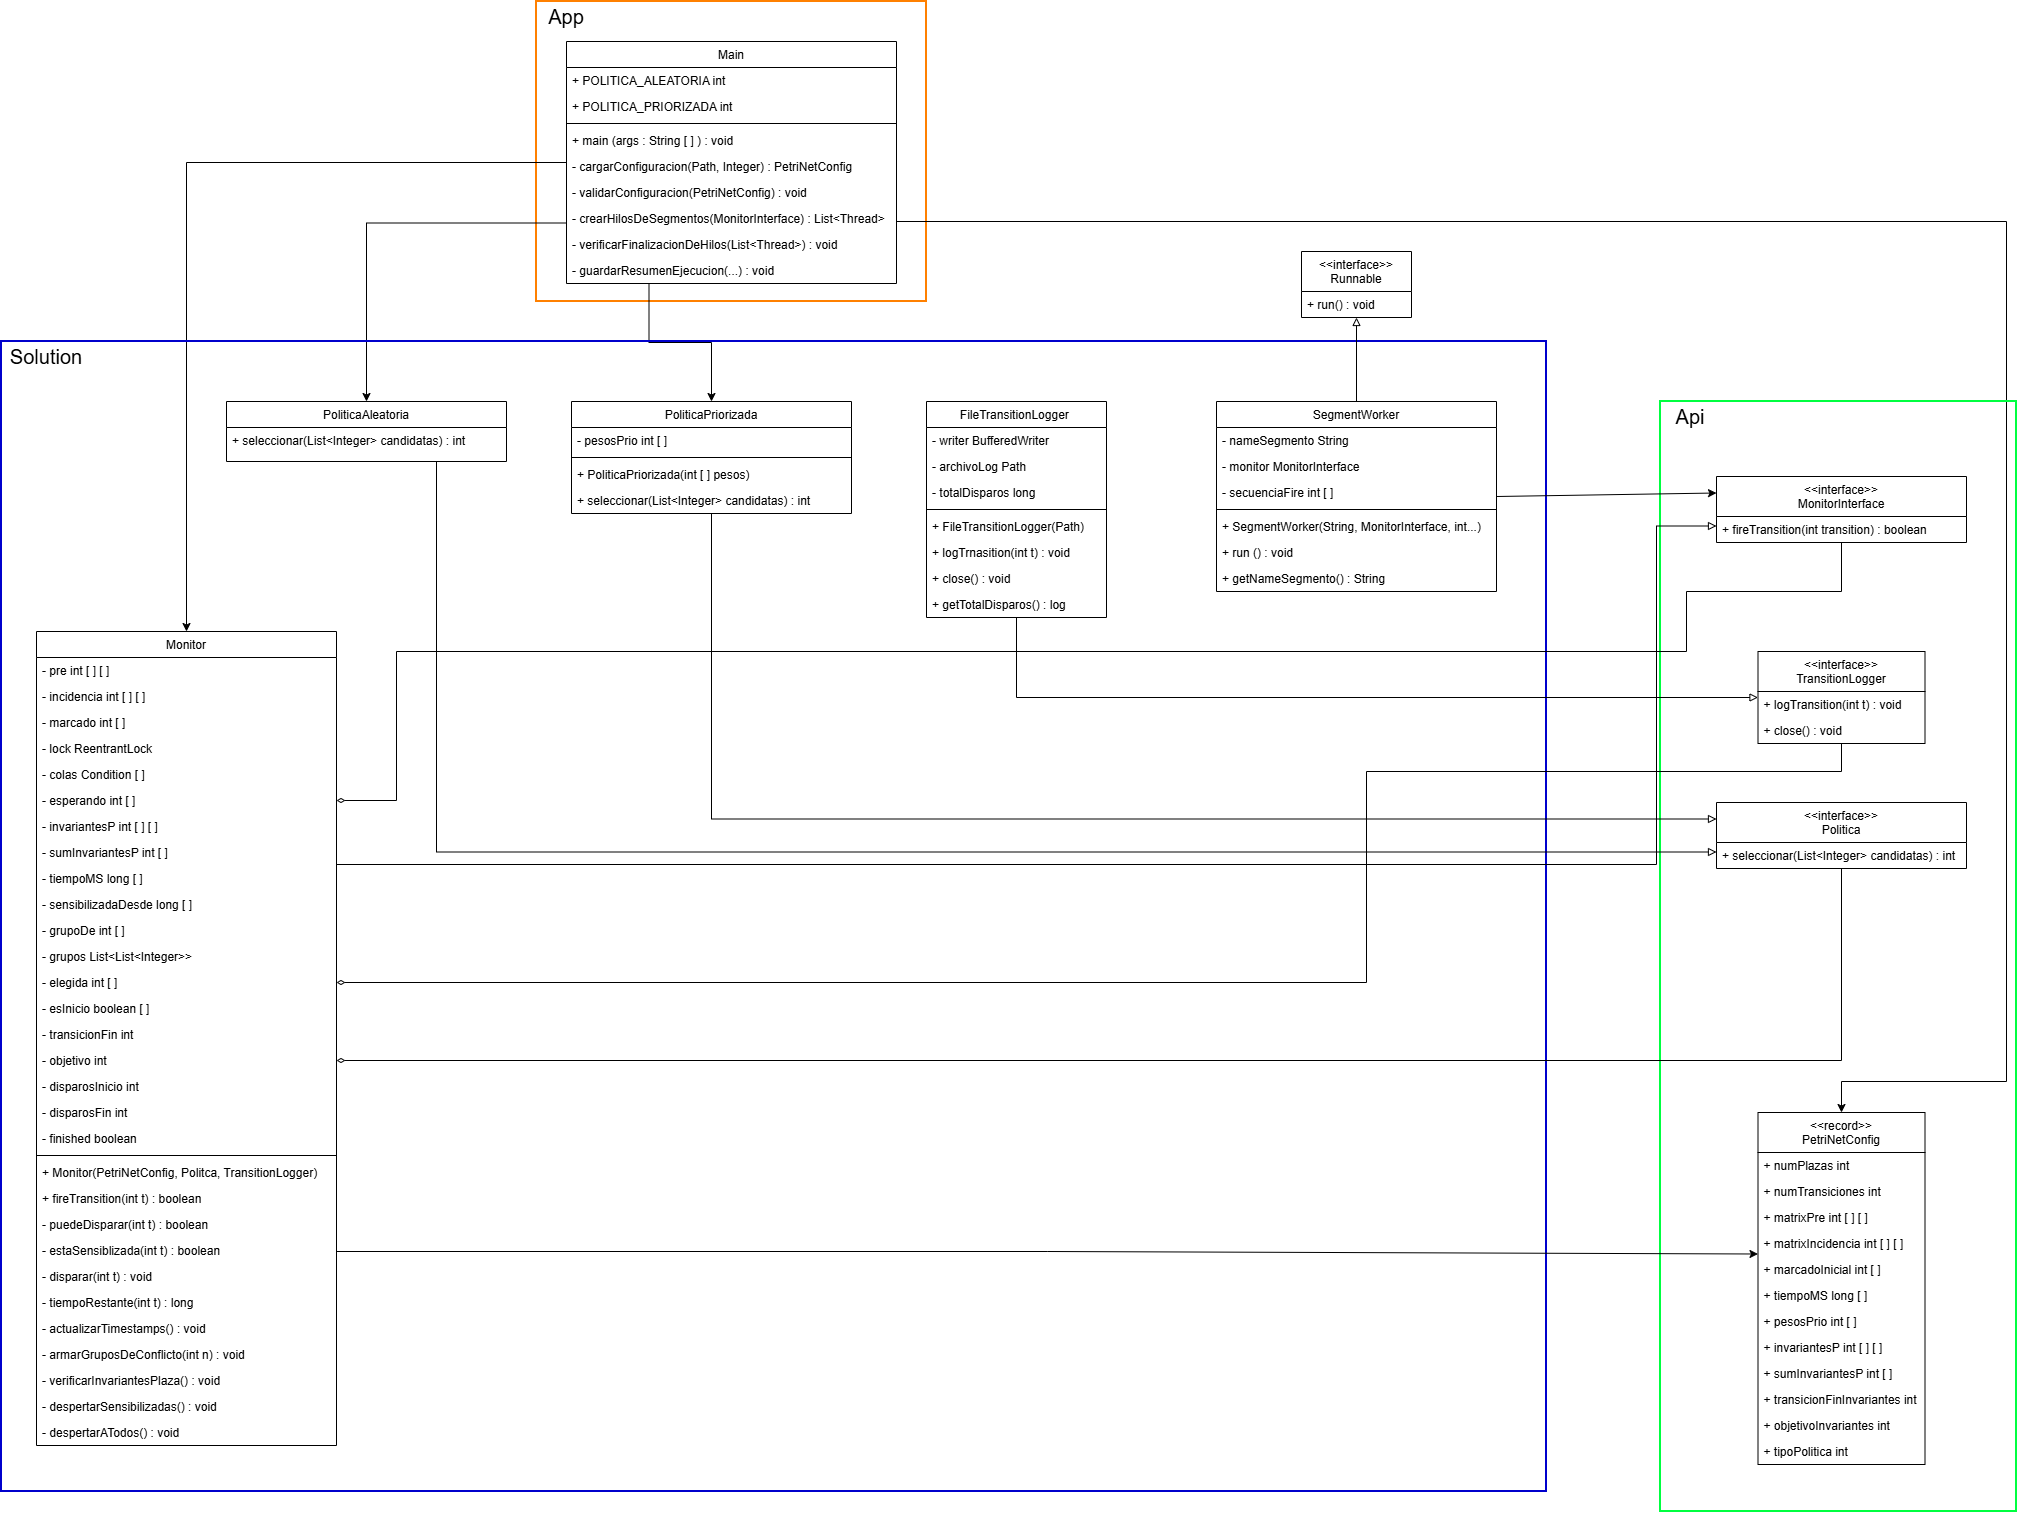 App
Main
+ POLITICA_ALEATORIA int
+ POLITICA_PRIORIZADA int
+ main (args : String [ ] ) : void
- cargarConfiguracion(Path, Integer) : PetriNetConfig
- validarConfiguracion(PetriNetConfig) : void
- crearHilosDeSegmentos(MonitorInterface) : List<Thread>
- verificarFinalizacionDeHilos(List<Thread>) : void
- guardarResumenEjecucion(...) : void
<<interface>>
Runnable
+ run() : void
Solution
PoliticaAleatoria
+ seleccionar(List<Integer> candidatas) : int
PoliticaPriorizada
- pesosPrio int [ ]
+ PoliticaPriorizada(int [ ] pesos)
+ seleccionar(List<Integer> candidatas) : int
FileTransitionLogger
- writer BufferedWriter
- archivoLog Path
- totalDisparos long
+ FileTransitionLogger(Path)
+ logTrnasition(int t) : void
+ close() : void
+ getTotalDisparos() : log
SegmentWorker
- nameSegmento String
- monitor MonitorInterface
- secuenciaFire int [ ]
+ SegmentWorker(String, MonitorInterface, int...)
+ run () : void
+ getNameSegmento() : String
Monitor
- pre int [ ] [ ]
- incidencia int [ ] [ ]
- marcado int [ ]
- lock ReentrantLock
- colas Condition [ ]
- esperando int [ ]
- invariantesP int [ ] [ ]
- sumInvariantesP int [ ]
- tiempoMS long [ ]
- sensibilizadaDesde long [ ]
- grupoDe int [ ]
- grupos List<List<Integer>>
- elegida int [ ]
- esInicio boolean [ ]
- transicionFin int
- objetivo int
- disparosInicio int
- disparosFin int
- finished boolean
+ Monitor(PetriNetConfig, Politca, TransitionLogger)
+ fireTransition(int t) : boolean
- puedeDisparar(int t) : boolean
- estaSensiblizada(int t) : boolean
- disparar(int t) : void
- tiempoRestante(int t) : long
- actualizarTimestamps() : void
- armarGruposDeConflicto(int n) : void
- verificarInvariantesPlaza() : void
- despertarSensibilizadas() : void
- despertarATodos() : void
Api
<<interface>>
MonitorInterface
+ fireTransition(int transition) : boolean
<<interface>>
TransitionLogger
+ logTransition(int t) : void
+ close() : void
<<interface>>
Politica
+ seleccionar(List<Integer> candidatas) : int
<<record>>
PetriNetConfig
+ numPlazas int
+ numTransiciones int
+ matrixPre int [ ] [ ]
+ matrixIncidencia int [ ] [ ]
+ marcadoInicial int [ ]
+ tiempoMS long [ ]
+ pesosPrio int [ ]
+ invariantesP int [ ] [ ]
+ sumInvariantesP int [ ]
+ transicionFinInvariantes int
+ objetivoInvariantes int
+ tipoPolitica int